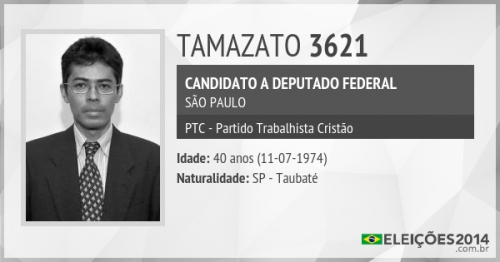 TAMAZATO 3621
CANDIDATO A DEPUTADO FEDERAL
SÃO PAULO
PTC - Partido Trabalhista Cristão
Idade: 40 anos (11-07-1974)
Naturalidade: SP - Taubaté
ELEIÇÕES2014
.com.br